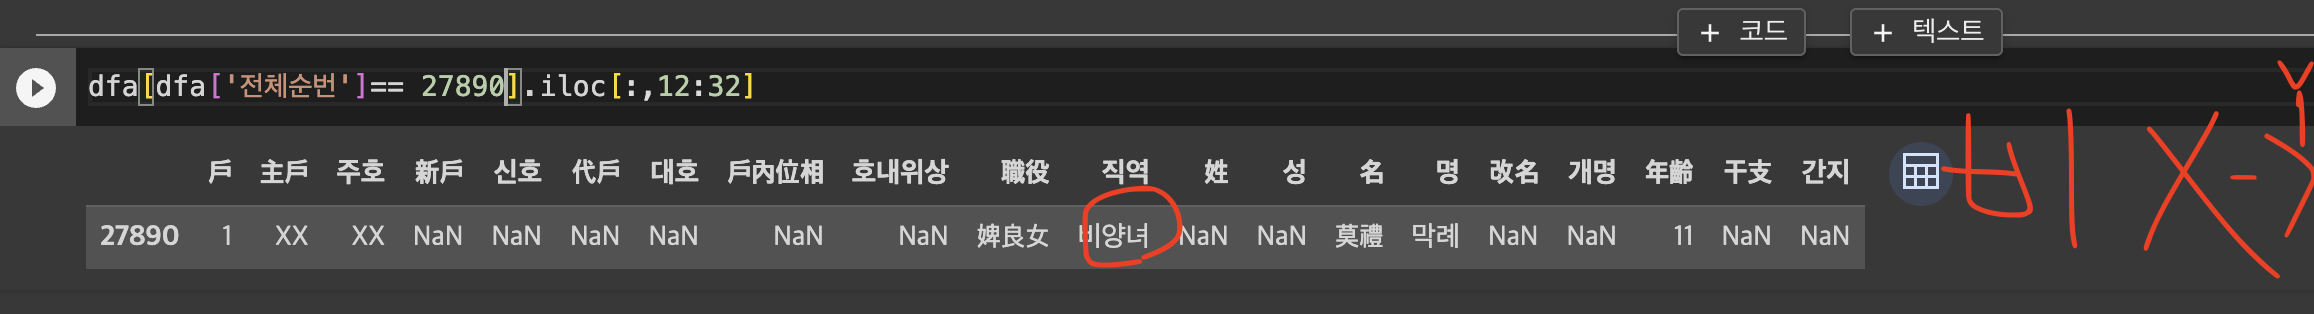 + 코드 + 텍스트
dfa[dfa['전체순번']== 27890].iloc[:,12:32]
戶 主戶 주호 新戶 신호 代戶 대호 戶內位相 호내위상 職役 직역 姓 성 名 명 改名 개명 年齡 干支 간지
27890 1 XX XX NaN NaN NaN NaN NaN NaN 婢良女 비양녀 NaN NaN 莫禮 막례 NaN NaN 11 NaN NaN
비 X